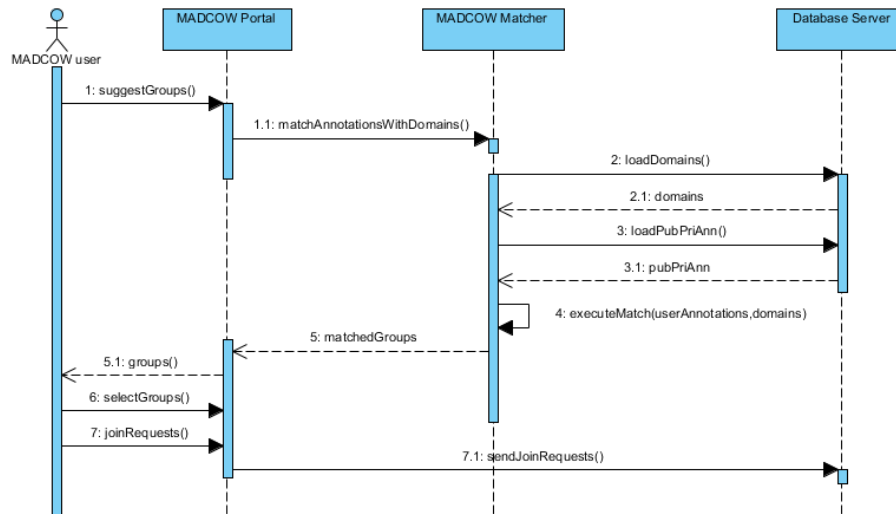 MADCOW Portal
MADCOW Matcher
Database Server
MADCOW user
1: suggestGroups()
1.1: matchAnnotationsWithDomains()
2: loadDomains()
2.1: domains
3: loadPubPriAnn()
3.1: pubPriAnn
4: executeMatch(userAnnotations,domains)
5: matchedGroups
5.1: groups()
6: selectGroups()
7: joinRequests()
7.1: sendJoinRequests()